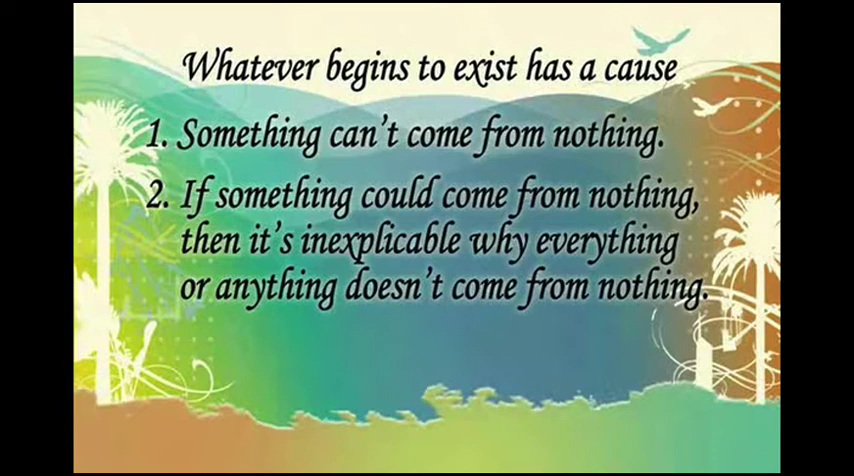 Whatever begins to exist has a cause
1. Something can't come from nothing.
2. If something could come from nothing,
then it's inexplicable why everything
or anything doesn't come from nothing.